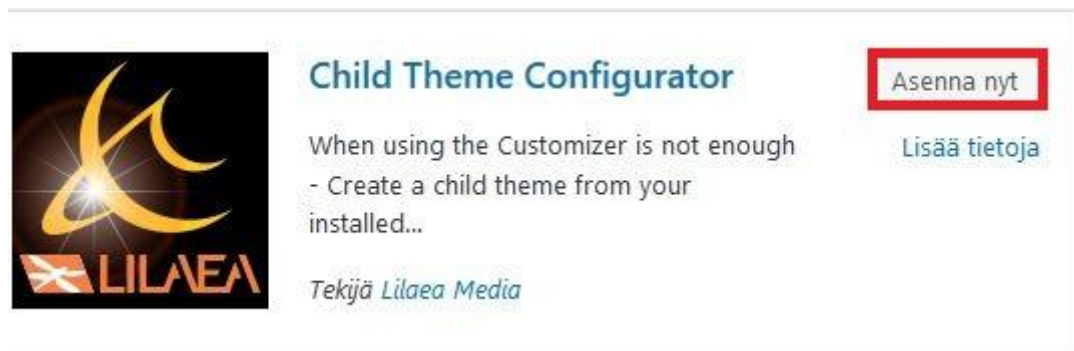 Child Theme Configurator
Asenna nyt
When using the Customizer is not enough
Lisää tietoja
- Create a child theme from your
installed...
LILAEA
Tekijä Lilaea Media